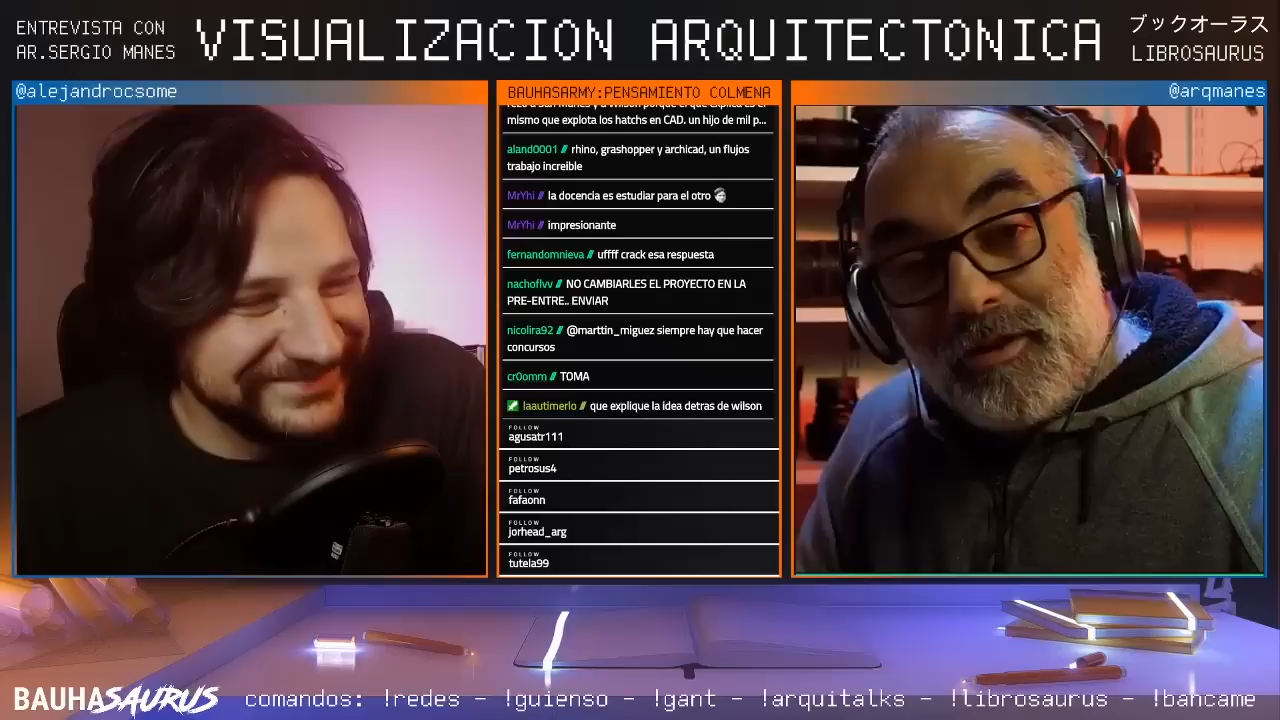 ENTREVISTA CON
AR.SERGIO MANES
VISUALIZACION ARQUITECTONICA
ブックオーラス
LIBROSAURUS
@alejandrocsome
BAUHASARMY:PENSAMIENTO COLMENA
@arqmanes
mismo que explota los hatchs en CAD. un hijo de mil p...
aland0001 // rhino, grashopper y archicad, un flujos
trabajo increible
MrYhi // la docencia es estudiar para el otro
MrYhi // impresionante
fernandomnieva // uffff crack esa respuesta
nachoflvv // NO CAMBIARLES EL PROYECTO EN LA
PRE-ENTRE.. ENVIAR
nicolira92 // @marttin_miguez siempre hay que hacer
concursos
cr0omm // TOMA
laautimerlo // que explique la idea detras de wilson
FOLLOW
agusatr111
FOLLOW
petrosus4
FOLLOW
fafaonn
FOLLOW
jorhead_arg
FOLLOW
tutela99
BAUHASAURUS
comandos: !redes - !guienso - !gant - !arquitalks - !librosaurus - !bancame